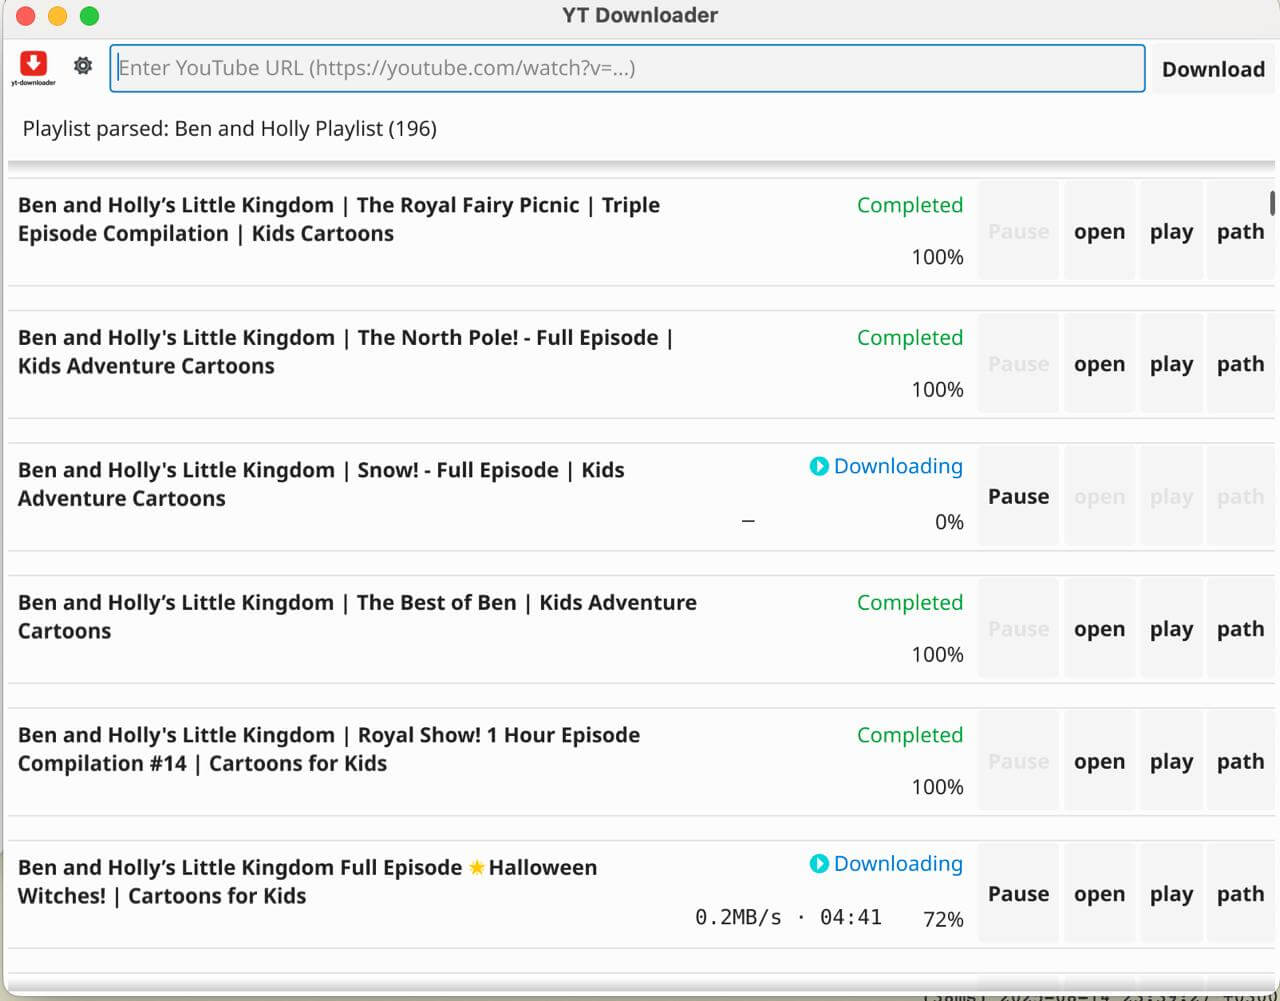 YT Downloader
yt-downloader
Enter YouTube URL (https://youtube.com/watch?v=...)
Download
Playlist parsed: Ben and Holly Playlist (196)
Ben and Holly’s Little Kingdom | The Royal Fairy Picnic | Triple
Episode Compilation | Kids Cartoons
Completed
100%
Pause open play path
Ben and Holly's Little Kingdom | The North Pole! - Full Episode |
Kids Adventure Cartoons
Completed
100%
Pause open play path
Ben and Holly's Little Kingdom | Snow! - Full Episode | Kids
Adventure Cartoons
Downloading
— 0%
Pause open play path
Ben and Holly’s Little Kingdom | The Best of Ben | Kids Adventure
Cartoons
Completed
100%
Pause open play path
Ben and Holly's Little Kingdom | Royal Show! 1 Hour Episode
Compilation #14 | Cartoons for Kids
Completed
100%
Pause open play path
Ben and Holly’s Little Kingdom Full Episode ⭐Halloween
Witches! | Cartoons for Kids
Downloading
0.2MB/s · 04:41 72%
Pause open play path